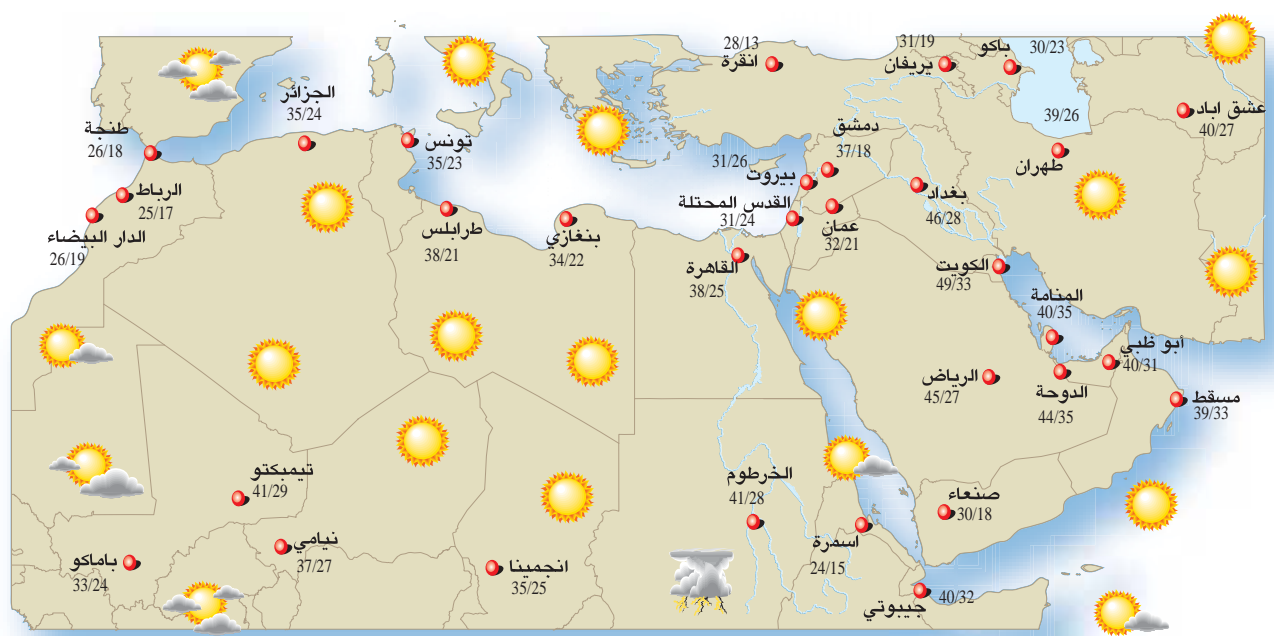 28/13
انقرة
31/19
يريفان
باكو
30/23
عشق اباد
40/27
39/26
طهران
الجزائر
35/24
طنجة
26/18
تونس
35/23
دمشق
37/18
31/26
بيروت
بغداد
46/28
الرباط
25/17
القدس المحتلة
31/24
عمان
32/21
الدار البيضاء
26/19
طرابلس
38/21
بنغازي
34/22
القاهرة
38/25
الكويت
49/33
المنامة
40/35
أبو ظبي
40/31
الرياض
45/27
الدوحة
44/35
مسقط
39/33
تيمبكتو
41/29
الخرطوم
41/28
صنعاء
30/18
نيامي
37/27
اسمرة
24/15
باماكو
33/24
انجمينا
35/25
40/32
جيبوتي